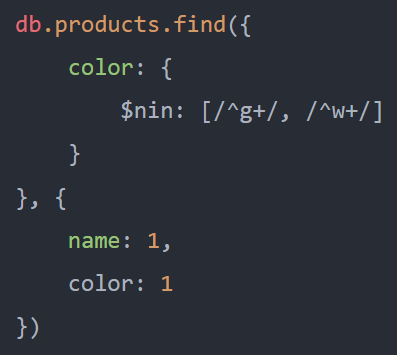 db.products.find({
    color: {
        $nin: [/^g+/, /^w+/]
    }
}, {
    name: 1,
    color: 1
})